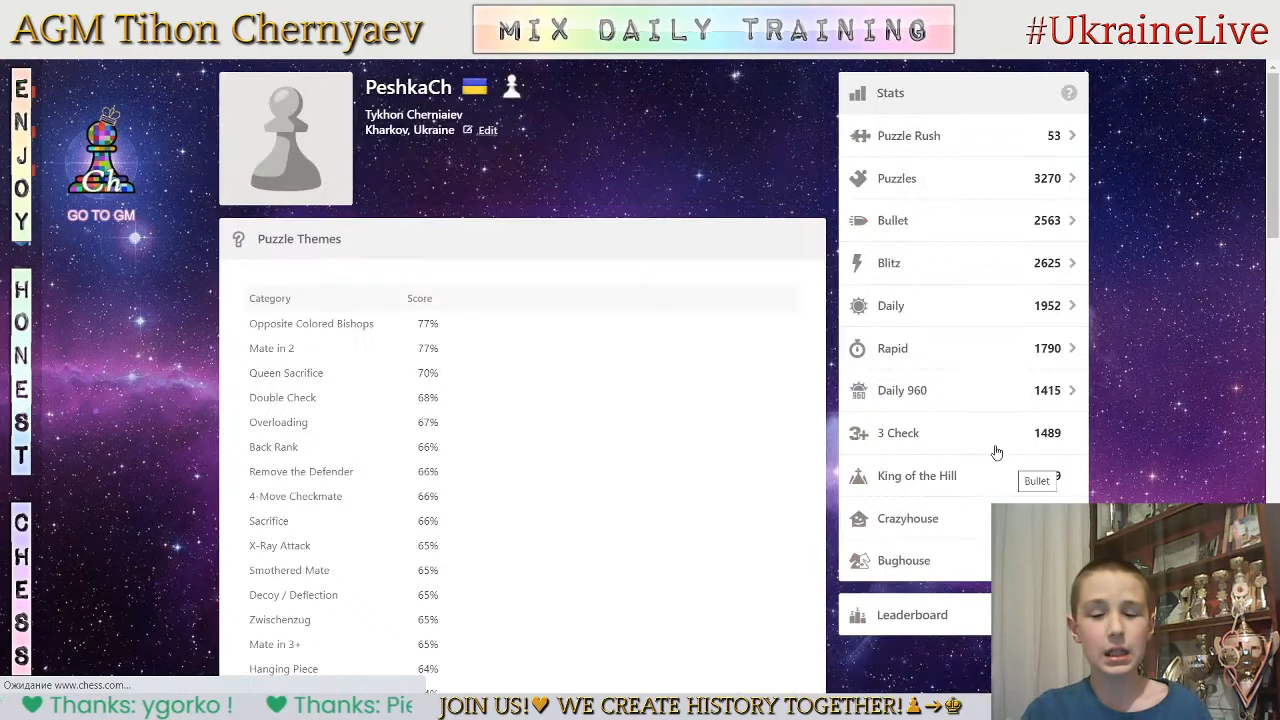 AGM Tihon Chernyaev
MIX DAILY TRAINING
#UkraineLive
ENJOY
HONEST
CHESS
Ch
GO TO GM
PeshkaCh
Tykhon Cherniaiev
Kharkov, Ukraine Edit
Puzzle Themes
Category Score
Opposite Colored Bishops 77%
Mate in 2 77%
Queen Sacrifice 70%
Double Check 68%
Overloading 67%
Back Rank 66%
Remove the Defender 66%
4-Move Checkmate 66%
Sacrifice 66%
X-Ray Attack 65%
Smothered Mate 65%
Decoy / Deflection 65%
Zwischenzug 65%
Mate in 3+ 65%
Hanging Piece 64%
Stats ?
Puzzle Rush 53
Puzzles 3270
Bullet 2563
Blitz 2625
Daily 1952
Rapid 1790
960 Daily 960 1415
3+ 3 Check 1489
King of the Hill 9
Bullet
Crazyhouse
Bughouse
Leaderboard
Ожидание www.chess.com...
Thanks: ygorko ! Thanks: Pie
JOIN US! WE CREATE HISTORY TOGETHER!